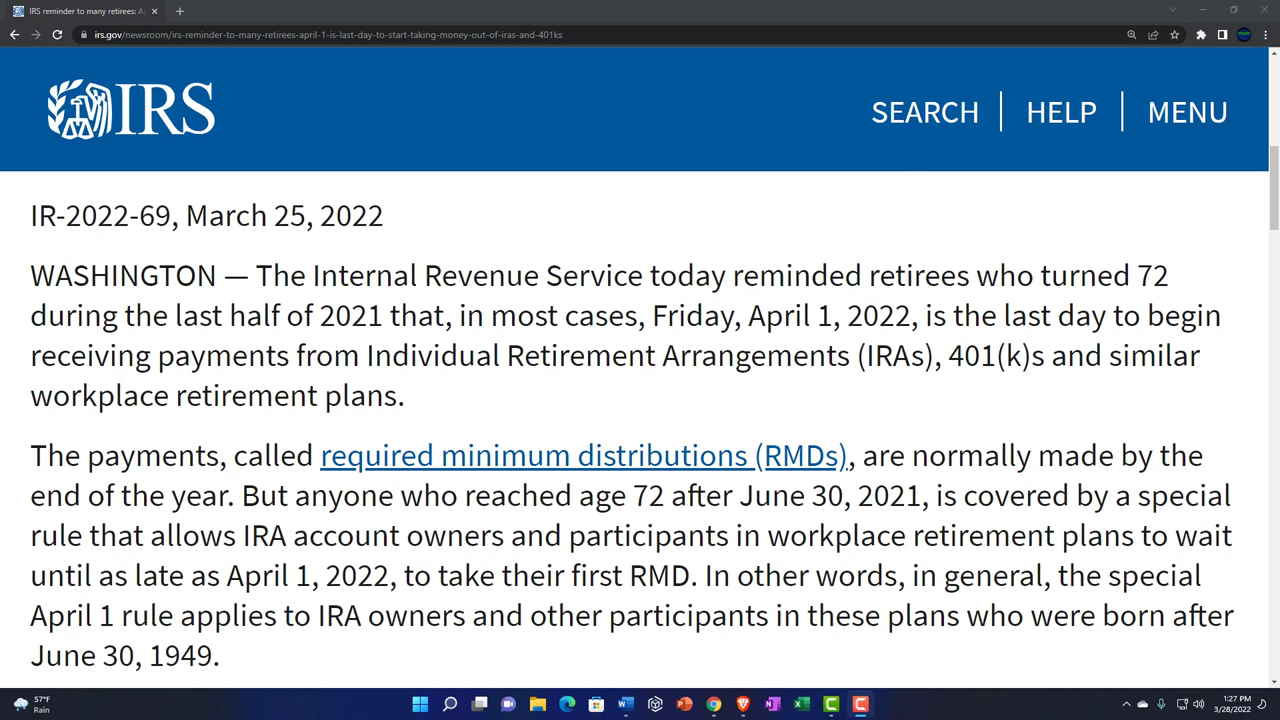 IRS reminder to many retirees: A
irs.gov/newsroom/irs-reminder-to-many-retirees-april-1-is-last-day-to-start-taking-money-out-of-iras-and-401ks
IRS
SEARCH
HELP
MENU
IR-2022-69, March 25, 2022
WASHINGTON — The Internal Revenue Service today reminded retirees who turned 72
during the last half of 2021 that, in most cases, Friday, April 1, 2022, is the last day to begin
receiving payments from Individual Retirement Arrangements (IRAs), 401(k)s and similar
workplace retirement plans.
The payments, called required minimum distributions (RMDs), are normally made by the
end of the year. But anyone who reached age 72 after June 30, 2021, is covered by a special
rule that allows IRA account owners and participants in workplace retirement plans to wait
until as late as April 1, 2022, to take their first RMD. In other words, in general, the special
April 1 rule applies to IRA owners and other participants in these plans who were born after
June 30, 1949.
57°F
Rain
1:27 PM
3/28/2022